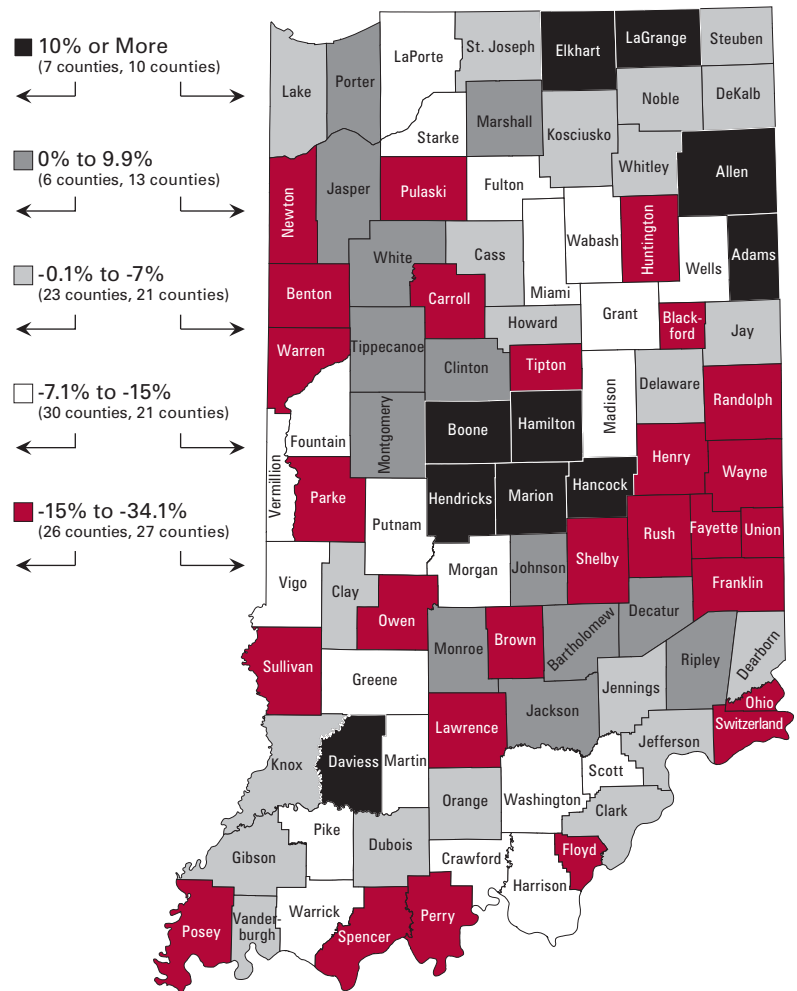 10% or More
(7 counties, 10 counties)
0% to 9.9%
(6 counties, 13 counties)
-0.1% to -7%
(23 counties, 21 counties)
-7.1% to -15%
(30 counties, 21 counties)
-15% to -34.1%
(26 counties, 27 counties)
Lake
Porter
LaPorte
St. Joseph
Elkhart
LaGrange
Steuben
Starke
Marshall
Kosciusko
Noble
DeKalb
Newton
Jasper
Pulaski
Fulton
Whitley
Allen
White
Cass
Miami
Wabash
Huntington
Wells
Adams
Benton
Carroll
Howard
Grant
Black-
ford
Jay
Warren
Tippecanoe
Clinton
Tipton
Madison
Delaware
Randolph
Fountain
Montgomery
Boone
Hamilton
Henry
Wayne
Vermillion
Parke
Putnam
Hendricks
Marion
Hancock
Rush
Fayette
Union
Vigo
Clay
Owen
Morgan
Johnson
Shelby
Franklin
Sullivan
Greene
Monroe
Brown
Bartholomew
Decatur
Ripley
Dearborn
Knox
Daviess
Martin
Lawrence
Jackson
Jennings
Jefferson
Ohio
Switzerland
Orange
Washington
Scott
Clark
Gibson
Pike
Dubois
Crawford
Harrison
Floyd
Posey
Vander-
burgh
Warrick
Spencer
Perry